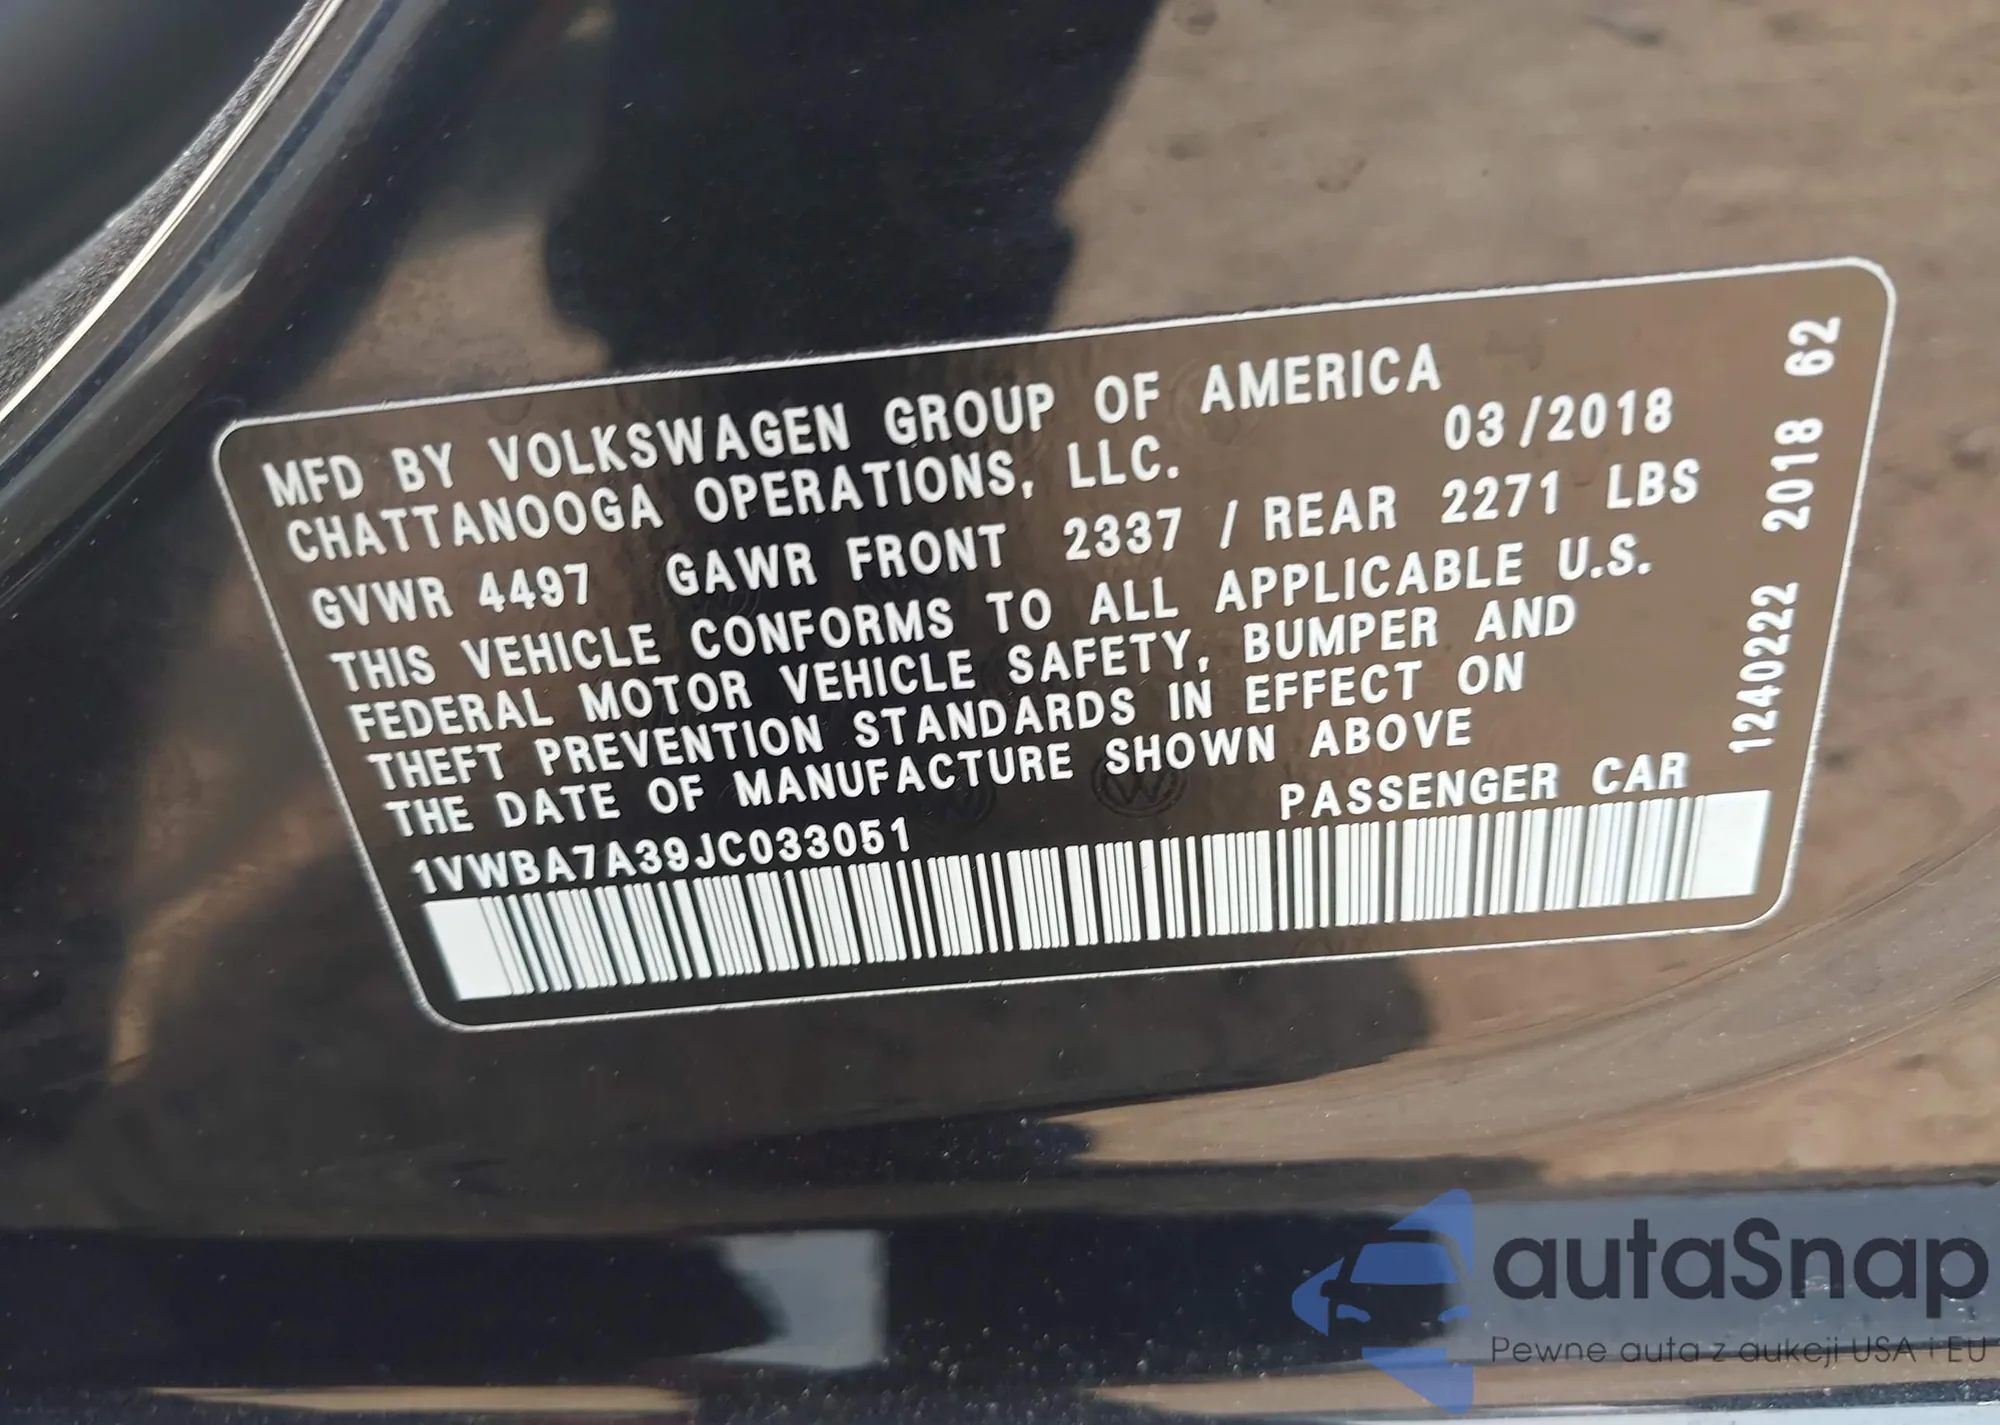 MFD BY VOLKSWAGEN GROUP OF AMERICA
CHATTANOOGA OPERATIONS, LLC. 03/2018
GVWR 4497 GAWR FRONT 2337 / REAR 2271 LBS
THIS VEHICLE CONFORMS TO ALL APPLICABLE U.S.
FEDERAL MOTOR VEHICLE SAFETY, BUMPER AND
THEFT PREVENTION STANDARDS IN EFFECT ON
THE DATE OF MANUFACTURE SHOWN ABOVE
1VWBA7A39JC033051 PASSENGER CAR
1240222 2018 62
autaSnap
Pewne auta z aukcji USA i EU